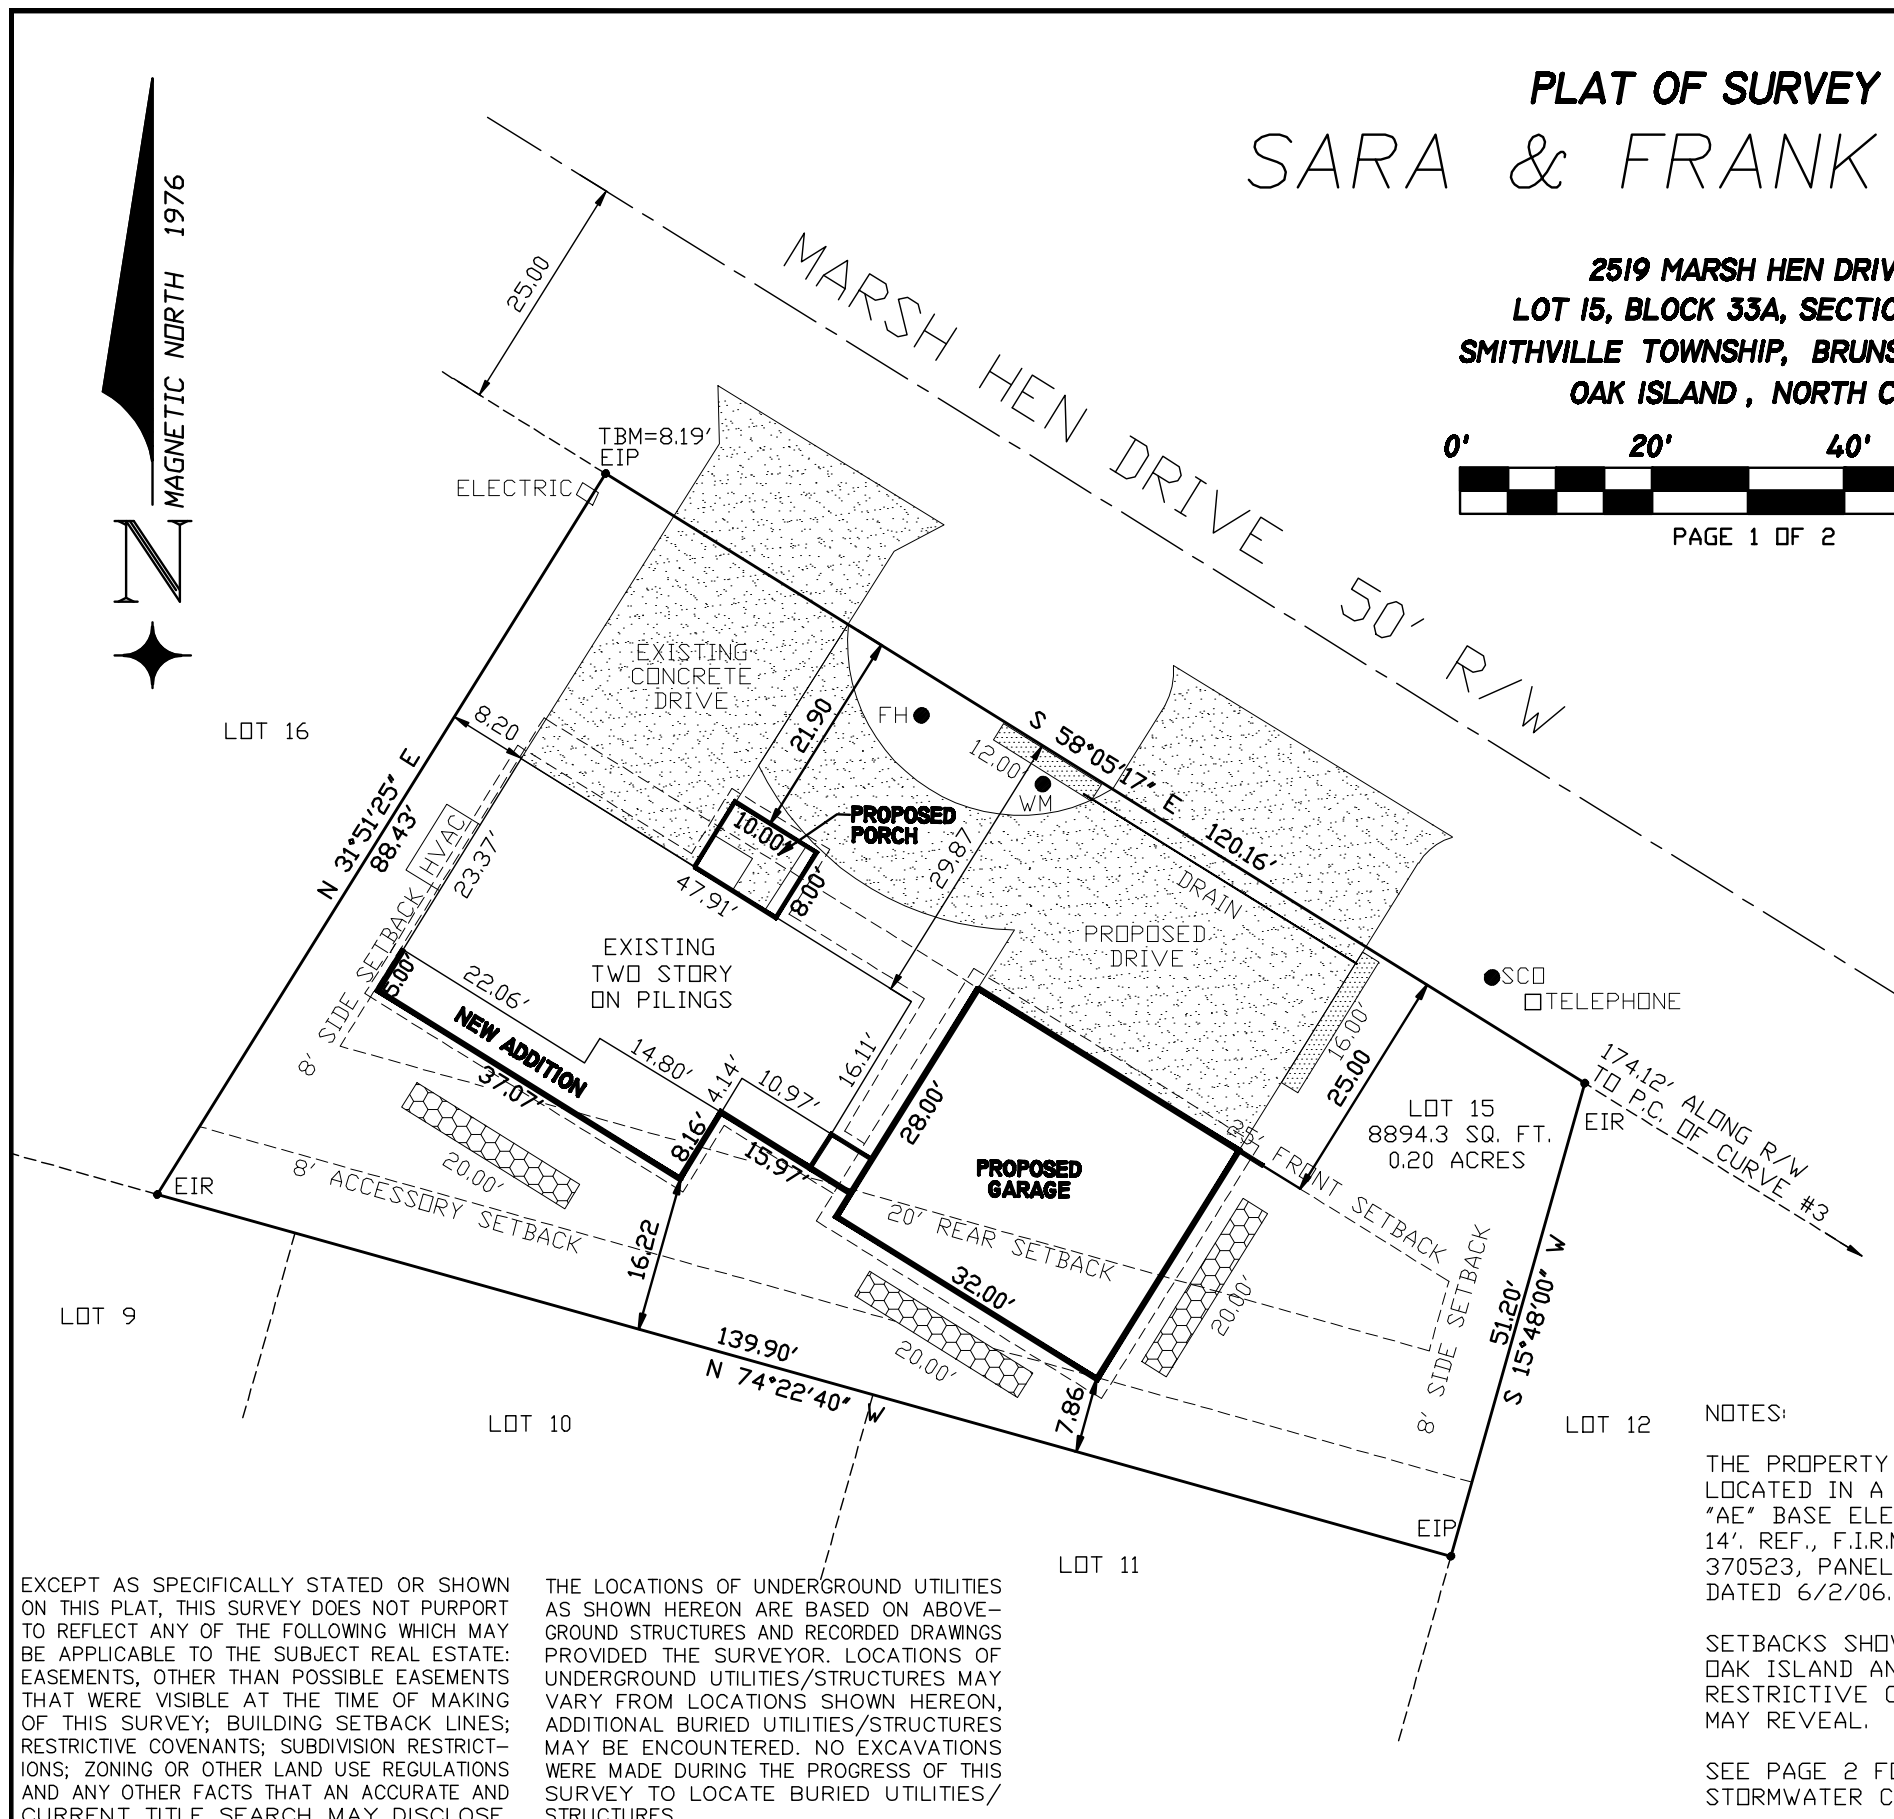 PLAT OF SURVEY
SARA & FRANK
2519 MARSH HEN DRIV
LOT 15, BLOCK 33A, SECTIO
SMITHVILLE TOWNSHIP, BRUNS
OAK ISLAND, NORTH C
0' 20' 40'
PAGE 1 OF 2
MAGNETIC NORTH 1976
N
25.00
MARSH HEN DRIVE 50' R/W
TBM=8.19'
EIP
ELECTRIC
EXISTING
CONCRETE
DRIVE
LOT 16
8.20
21.90
FH
12.00'
WM
S 58°05'17" E 120.16'
N 31°51'25" E
88.43'
HVAC
23.37'
10.00'
PROPOSED
PORCH
8.00'
47.91'
29.87
DRAIN
PROPOSED
DRIVE
SCO
TELEPHONE
16.00'
25.00
8' SIDE SETBACK
5.00'
22.06'
EXISTING
TWO STORY
ON PILINGS
NEW ADDITION
37.07'
14.80'
4.14'
10.97'
16.11'
8.16'
15.97'
28.00'
PROPOSED
GARAGE
25' FRONT SETBACK
LOT 15
8894.3 SQ. FT.
0.20 ACRES
EIR
174.12' ALONG R/W
TO P.C. OF CURVE #3
EIR
20.00'
8' ACCESSORY SETBACK
16.22
20' REAR SETBACK
32.00'
20.00'
20.00'
8' SIDE SETBACK
51.20'
S 15°48'00" W
139.90'
N 74°22'40" W
7.86
LOT 9
LOT 10
LOT 11
LOT 12
EIP
NOTES:
THE PROPERTY
LOCATED IN A
"AE" BASE ELE
14'. REF., F.I.R.M
370523, PANEL
DATED 6/2/06.
SETBACKS SHOW
OAK ISLAND AN
RESTRICTIVE C
MAY REVEAL.
SEE PAGE 2 FO
STORMWATER C
EXCEPT AS SPECIFICALLY STATED OR SHOWN
ON THIS PLAT, THIS SURVEY DOES NOT PURPORT
TO REFLECT ANY OF THE FOLLOWING WHICH MAY
BE APPLICABLE TO THE SUBJECT REAL ESTATE:
EASEMENTS, OTHER THAN POSSIBLE EASEMENTS
THAT WERE VISIBLE AT THE TIME OF MAKING
OF THIS SURVEY; BUILDING SETBACK LINES;
RESTRICTIVE COVENANTS; SUBDIVISION RESTRICT–
IONS; ZONING OR OTHER LAND USE REGULATIONS
AND ANY OTHER FACTS THAT AN ACCURATE AND
CURRENT TITLE SEARCH MAY DISCLOSE.
THE LOCATIONS OF UNDERGROUND UTILITIES
AS SHOWN HEREON ARE BASED ON ABOVE–
GROUND STRUCTURES AND RECORDED DRAWINGS
PROVIDED THE SURVEYOR. LOCATIONS OF
UNDERGROUND UTILITIES/STRUCTURES MAY
VARY FROM LOCATIONS SHOWN HEREON,
ADDITIONAL BURIED UTILITIES/STRUCTURES
MAY BE ENCOUNTERED. NO EXCAVATIONS
WERE MADE DURING THE PROGRESS OF THIS
SURVEY TO LOCATE BURIED UTILITIES/
STRUCTURES.